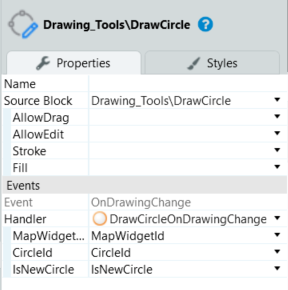 Drawing_Tools\DrawCircle ?
Properties Styles
Name
Source Block Drawing_Tools\DrawCircle
AllowDrag
AllowEdit
Stroke
Fill
Events
Event OnDrawingChange
Handler DrawCircleOnDrawingChange
MapWidget... MapWidgetId
CircleId CircleId
IsNewCircle IsNewCircle